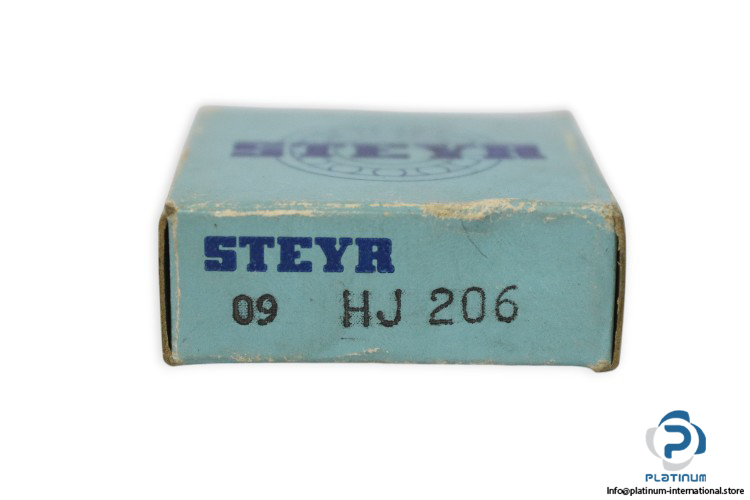 STEYR
STEYR
09 HJ 206
PLATINUM
Info@platinum-international.store